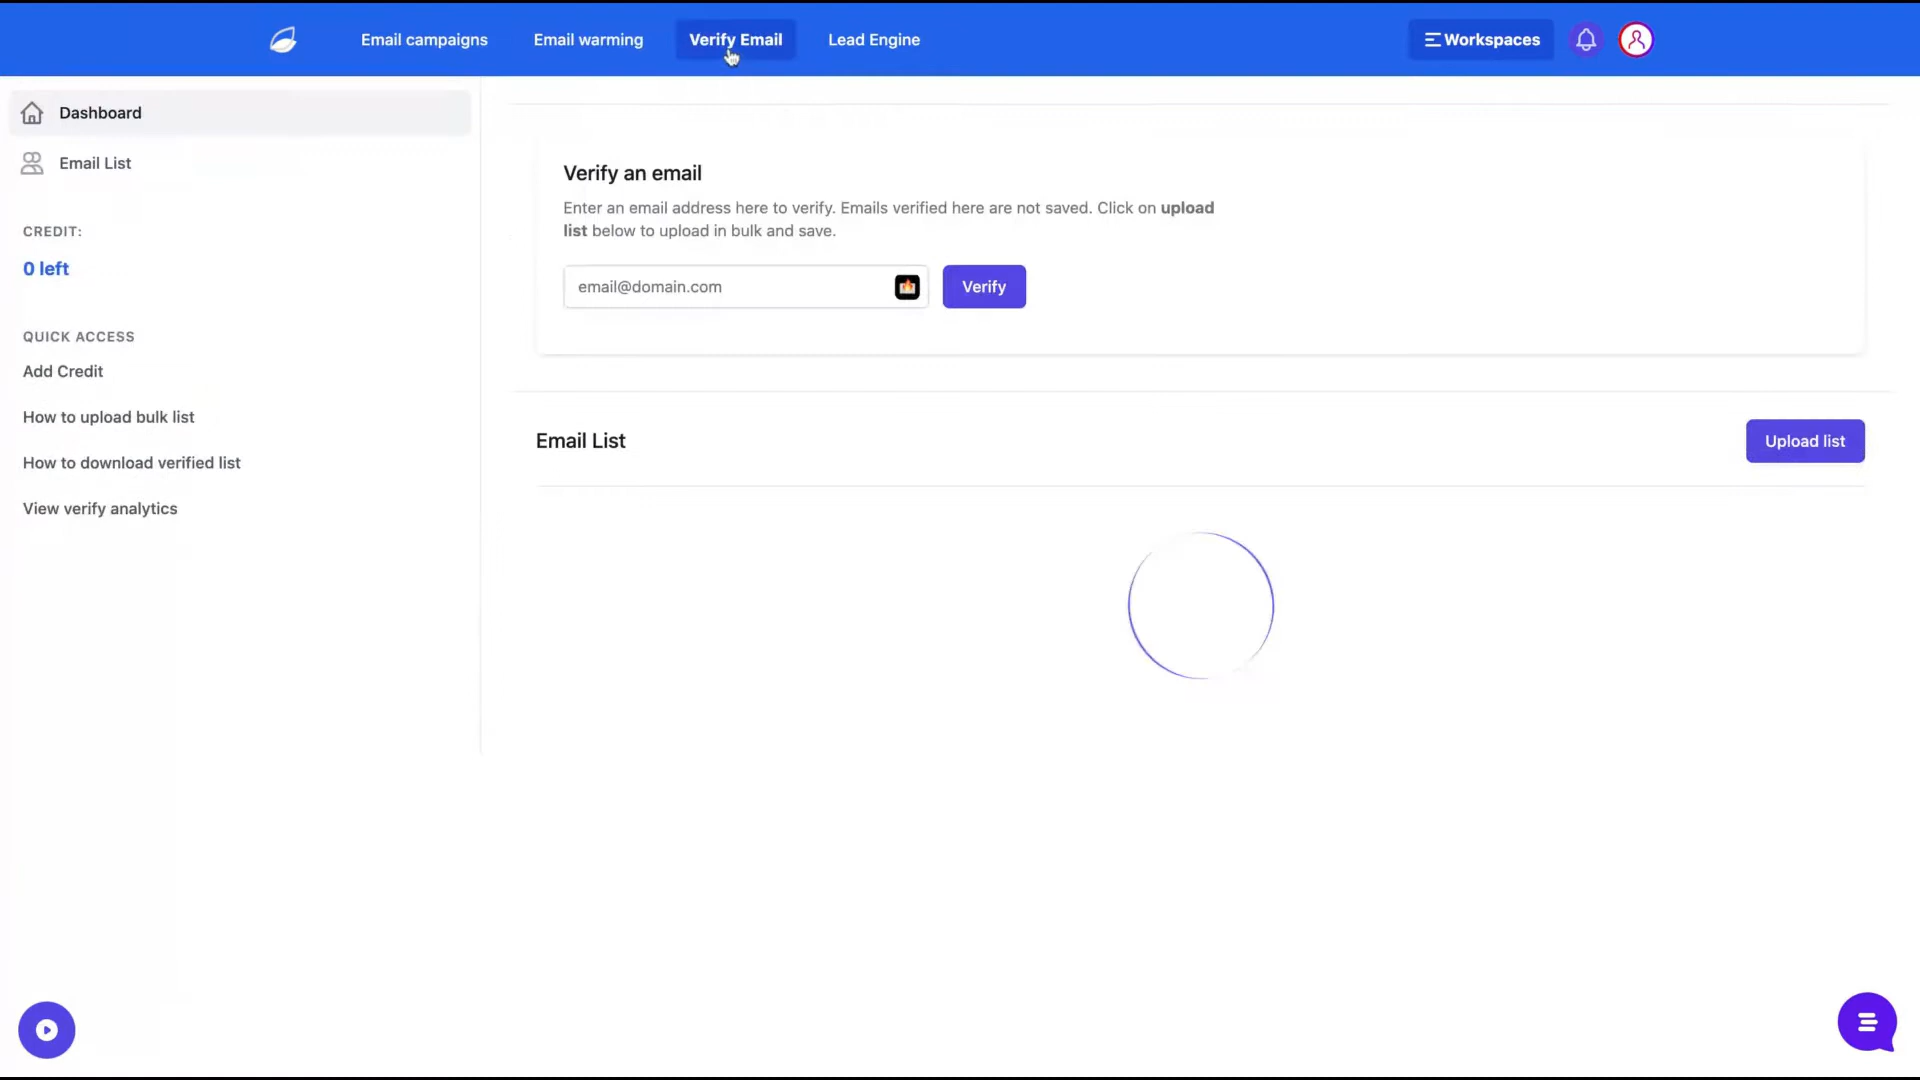 Email campaigns
Email warming
Verify Email
Lead Engine
Workspaces
Dashboard
Email List
CREDIT:
0 left
QUICK ACCESS
Add Credit
How to upload bulk list
How to download verified list
View verify analytics
Verify an email
Enter an email address here to verify. Emails verified here are not saved. Click on upload
list below to upload in bulk and save.
email@domain.com
Verify
Email List
Upload list